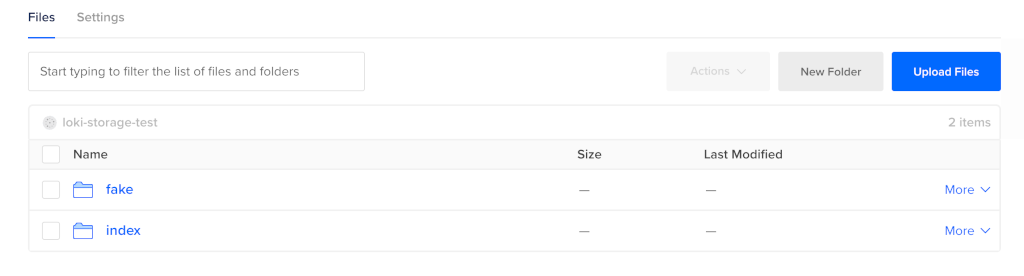 Files Settings
Start typing to filter the list of files and folders Actions New Folder Upload Files
loki-storage-test 2 items
Name Size Last Modified
fake — — More
index — — More